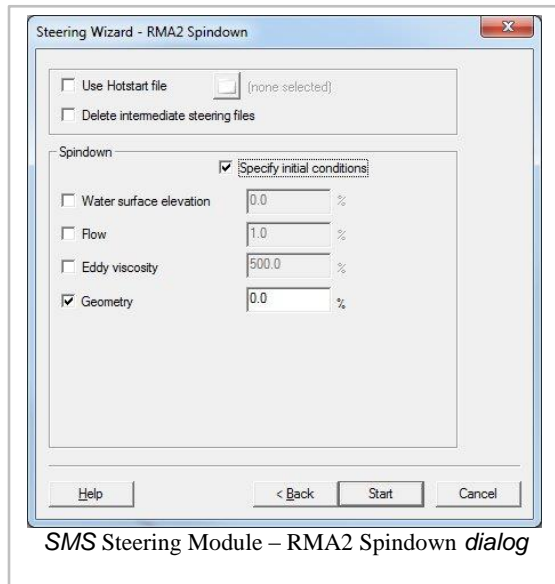 Steering Wizard - RMA2 Spindown
Use Hotstart file (none selected)
Delete intermediate steering files
Spindown
Specify initial conditions
Water surface elevation 0.0 %
Flow 1.0 %
Eddy viscosity 500.0 %
Geometry 0.0 %
Help < Back Start Cancel
SMS Steering Module – RMA2 Spindown dialog